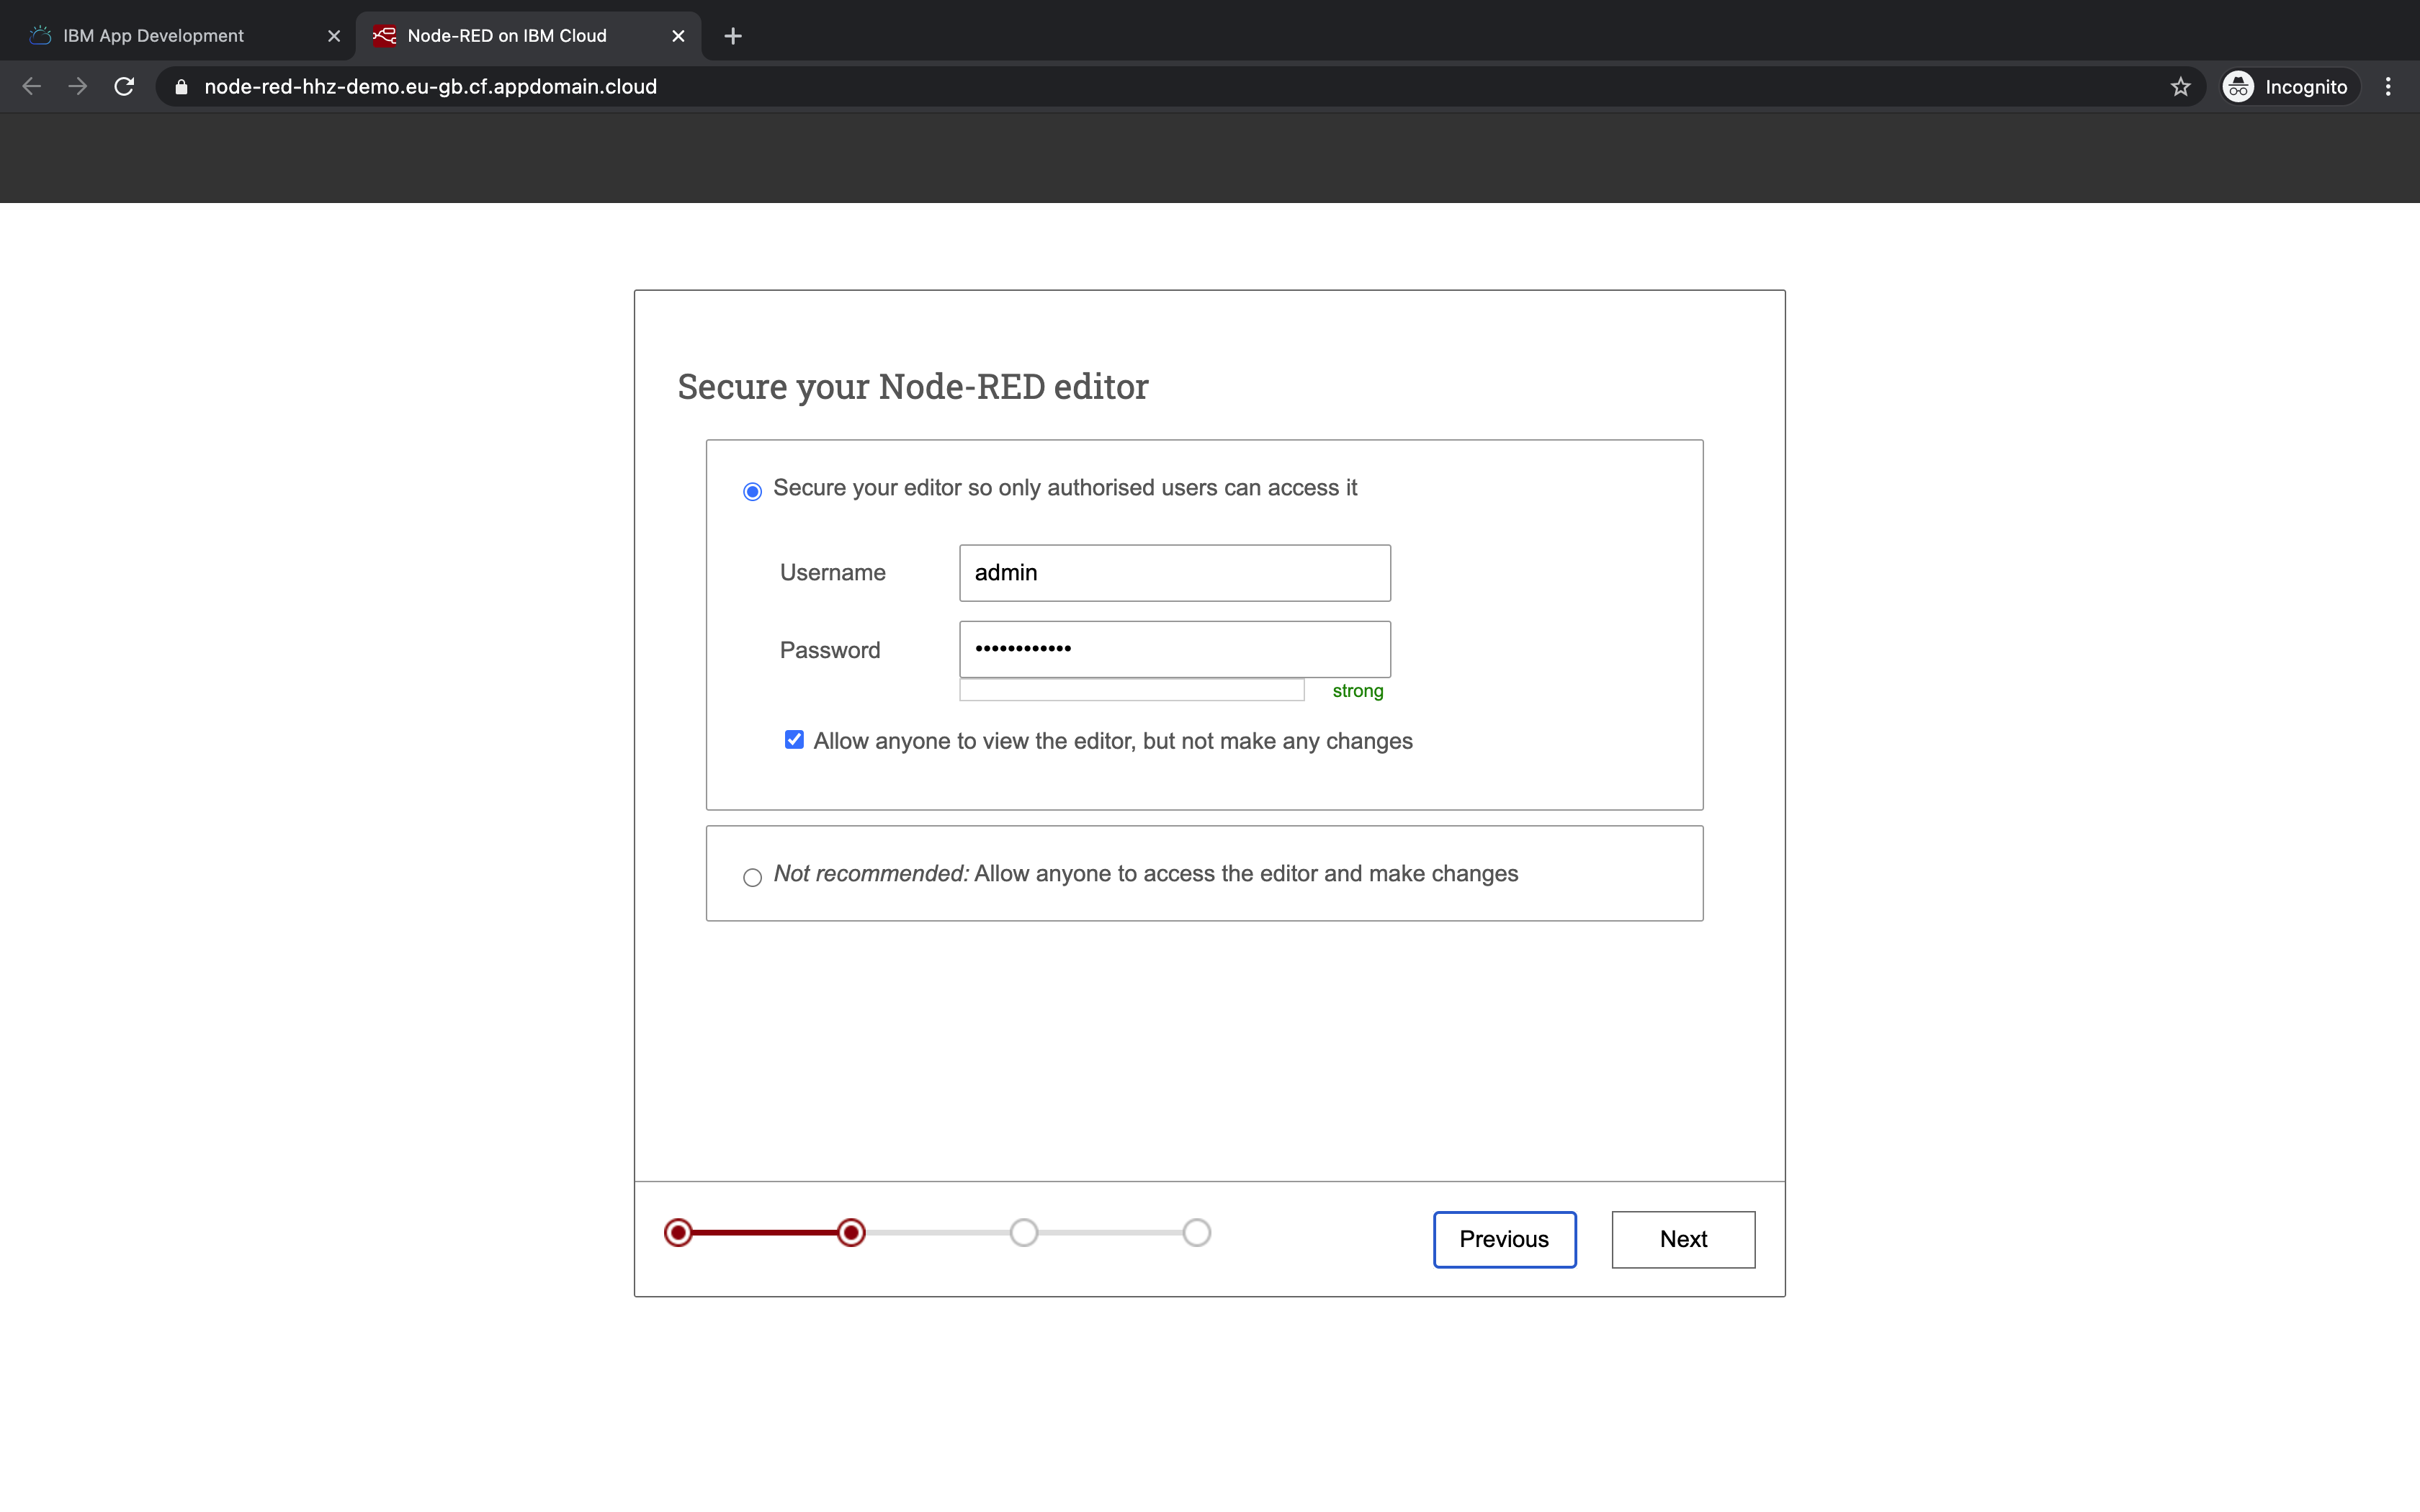 IBM App Development
Node-RED on IBM Cloud
node-red-hhz-demo.eu-gb.cf.appdomain.cloud
Incognito
Secure your Node-RED editor
Secure your editor so only authorised users can access it
Username admin
Password ••••••••••••
strong
Allow anyone to view the editor, but not make any changes
Not recommended: Allow anyone to access the editor and make changes
Previous Next